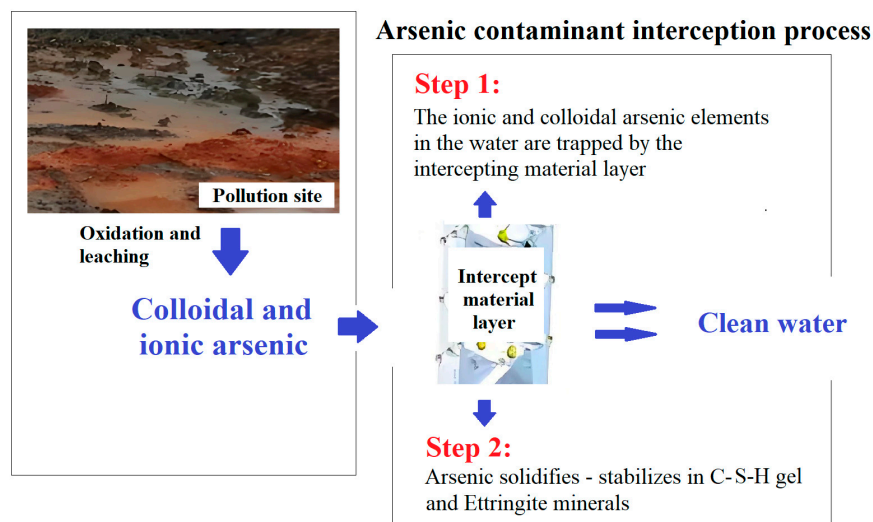 Arsenic contaminant interception process
Pollution site
Oxidation and
leaching
Colloidal and
ionic arsenic
Step 1:
The ionic and colloidal arsenic elements
in the water are trapped by the
intercepting material layer
Intercept
material
layer
Clean water
Step 2:
Arsenic solidifies - stabilizes in C-S-H gel
and Ettringite minerals